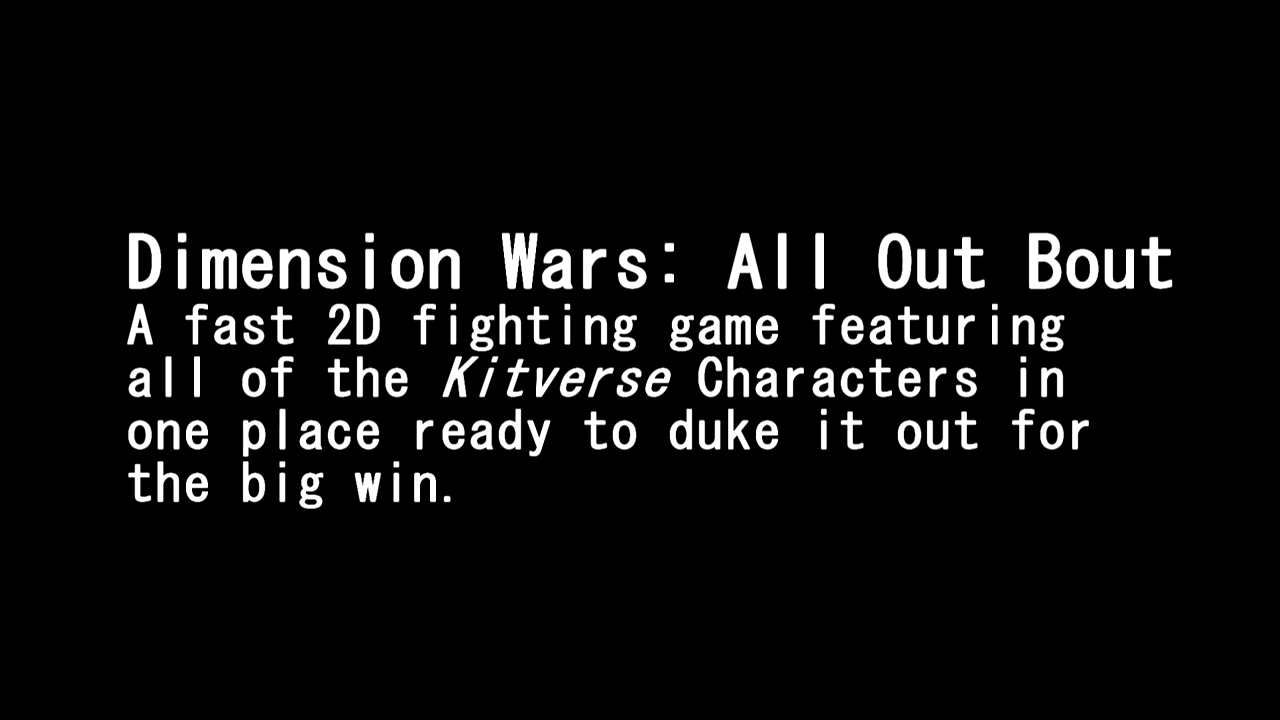 Dimension Wars: All Out Bout
A fast 2D fighting game featuring
all of the Kitverse Characters in
one place ready to duke it out for
the big win.